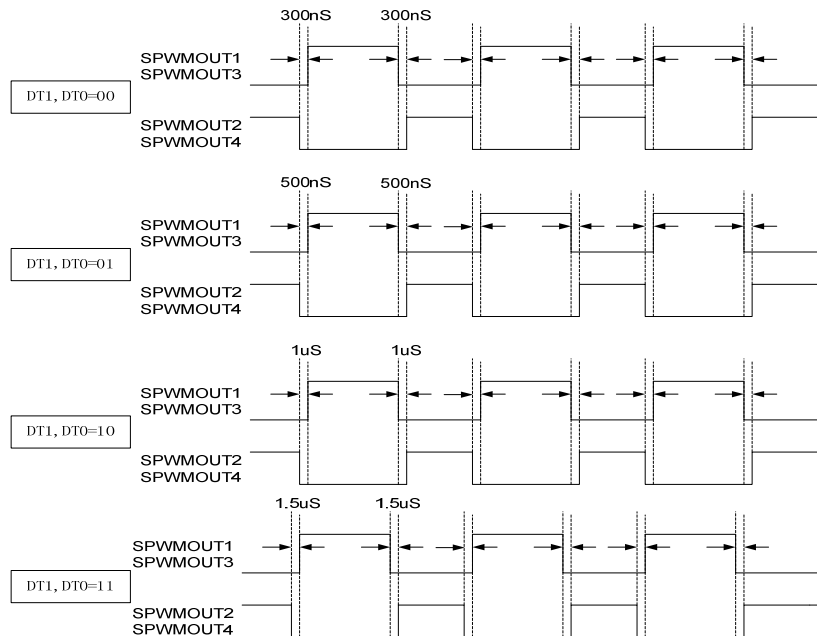 300nS 300nS
SPWMOUT1
SPWMOUT3
DT1, DT0=00
SPWMOUT2
SPWMOUT4
500nS 500nS
SPWMOUT1
SPWMOUT3
DT1, DT0=01
SPWMOUT2
SPWMOUT4
1uS 1uS
SPWMOUT1
SPWMOUT3
DT1, DT0=10
SPWMOUT2
SPWMOUT4
1.5uS 1.5uS
SPWMOUT1
SPWMOUT3
DT1, DT0=11
SPWMOUT2
SPWMOUT4